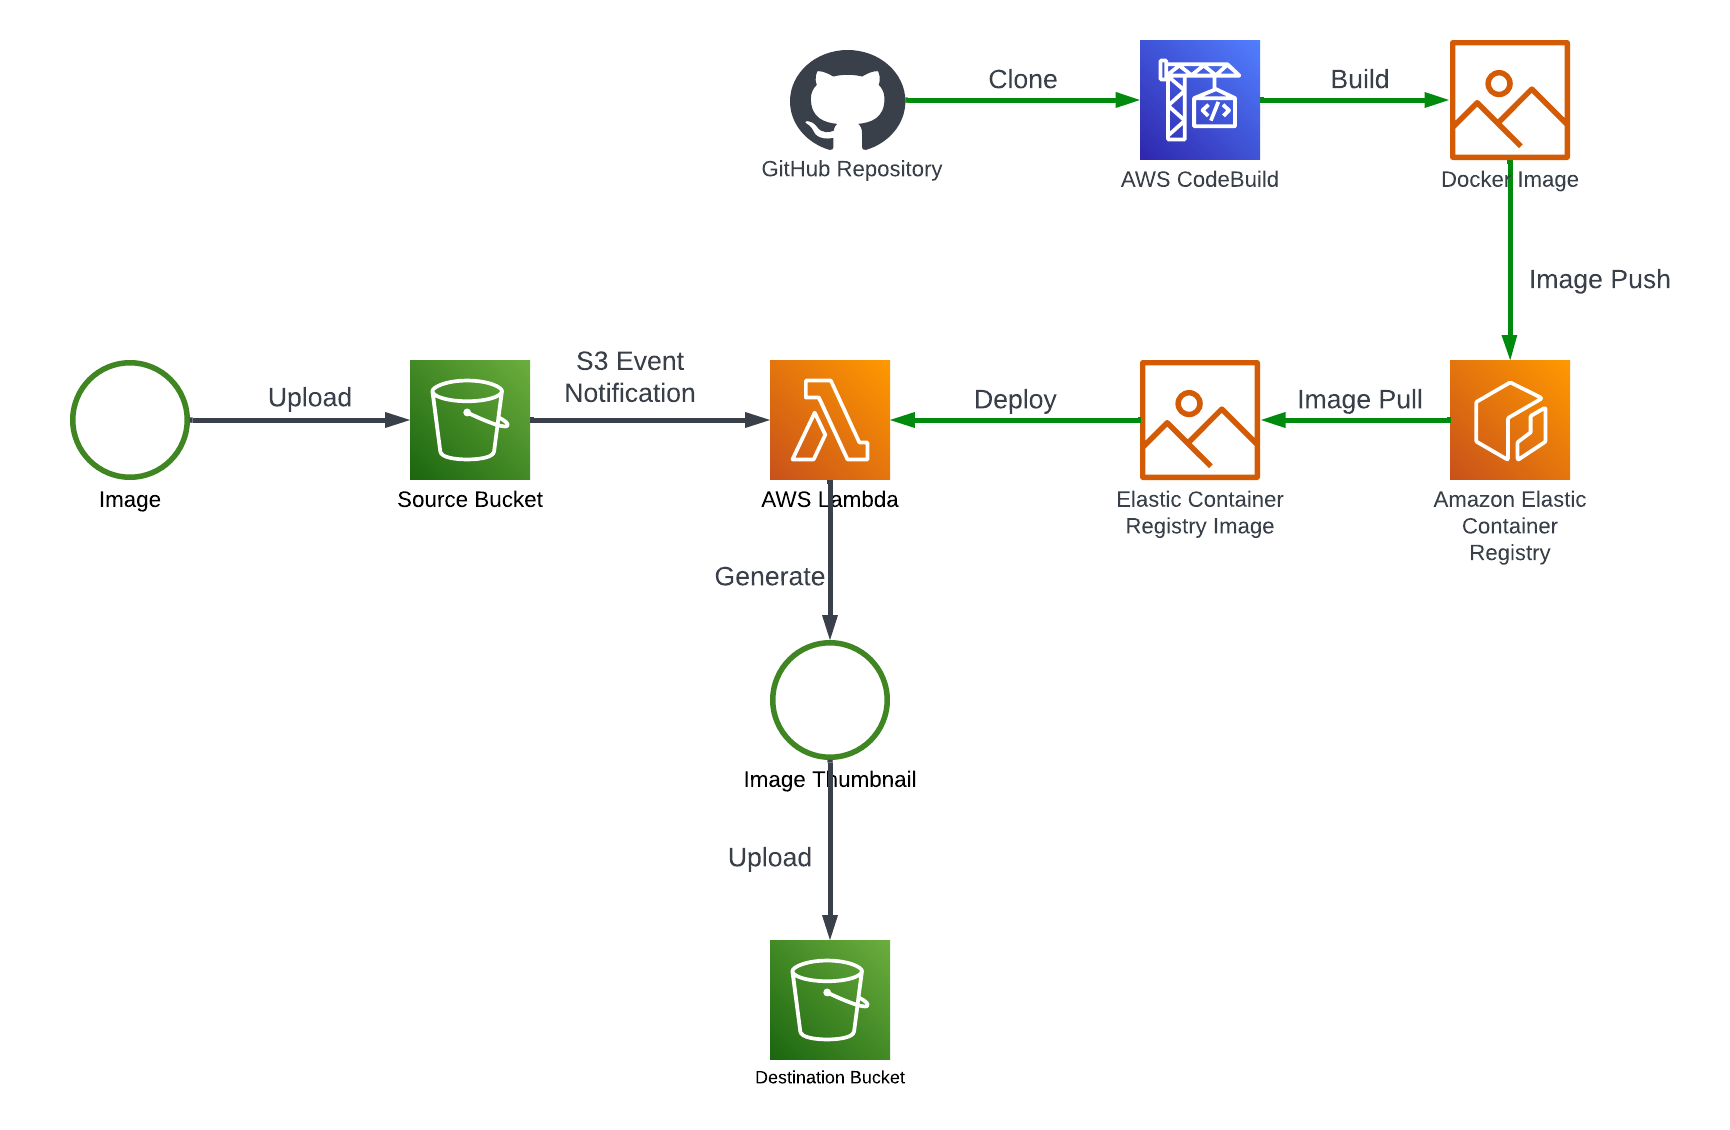 Clone
Build
GitHub Repository
AWS CodeBuild
Docker Image
Image Push
Upload
S3 Event
Notification
Deploy
Image Pull
Image
Source Bucket
AWS Lambda
Elastic Container
Registry Image
Amazon Elastic
Container
Registry
Generate
Image Thumbnail
Upload
Destination Bucket